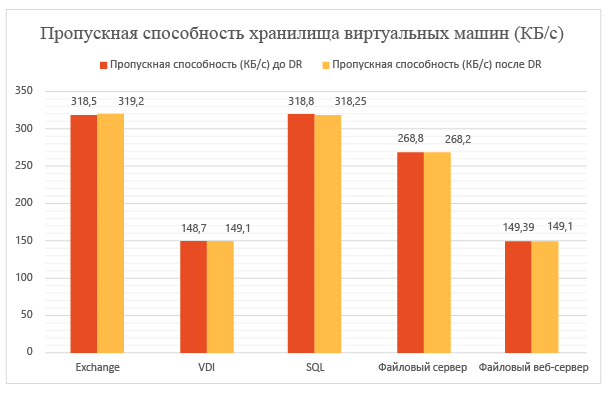 Пропускная способность хранилища виртуальных машин (КБ/с)
Пропускная способность (КБ/с) до DR Пропускная способность (КБ/с) после DR
350
318,5 319,2 318,8 318,25
300
268,8 268,2
250
200
148,7 149,1 149,39 149,1
150
100
50
0
Exchange VDI SQL Файловый сервер Файловый веб-сервер